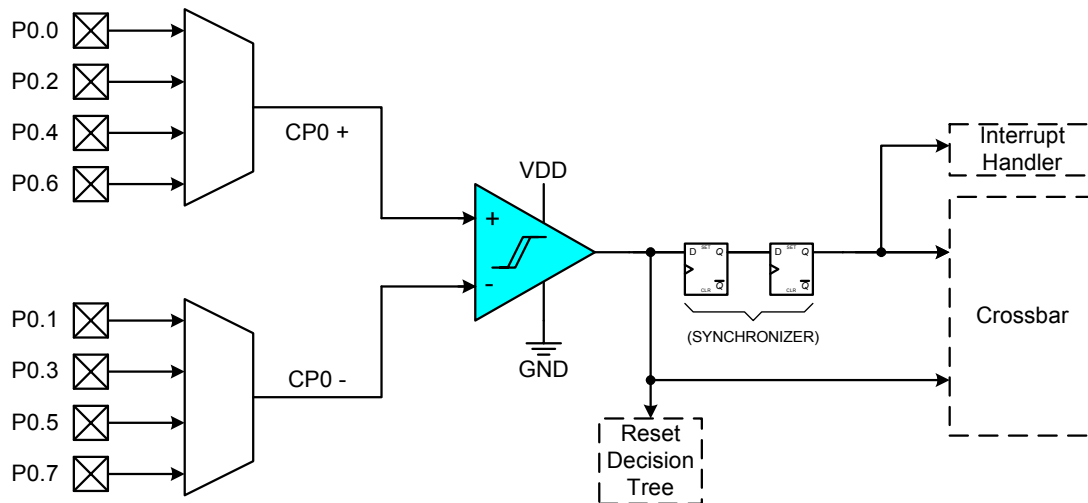 P0.0
P0.2
P0.4
P0.6
CP0 +
P0.1
P0.3
P0.5
P0.7
CP0 -
VDD
+
-
GND
D SET Q
CLR Q
D SET Q
CLR Q
(SYNCHRONIZER)
Reset
Decision
Tree
Interrupt
Handler
Crossbar